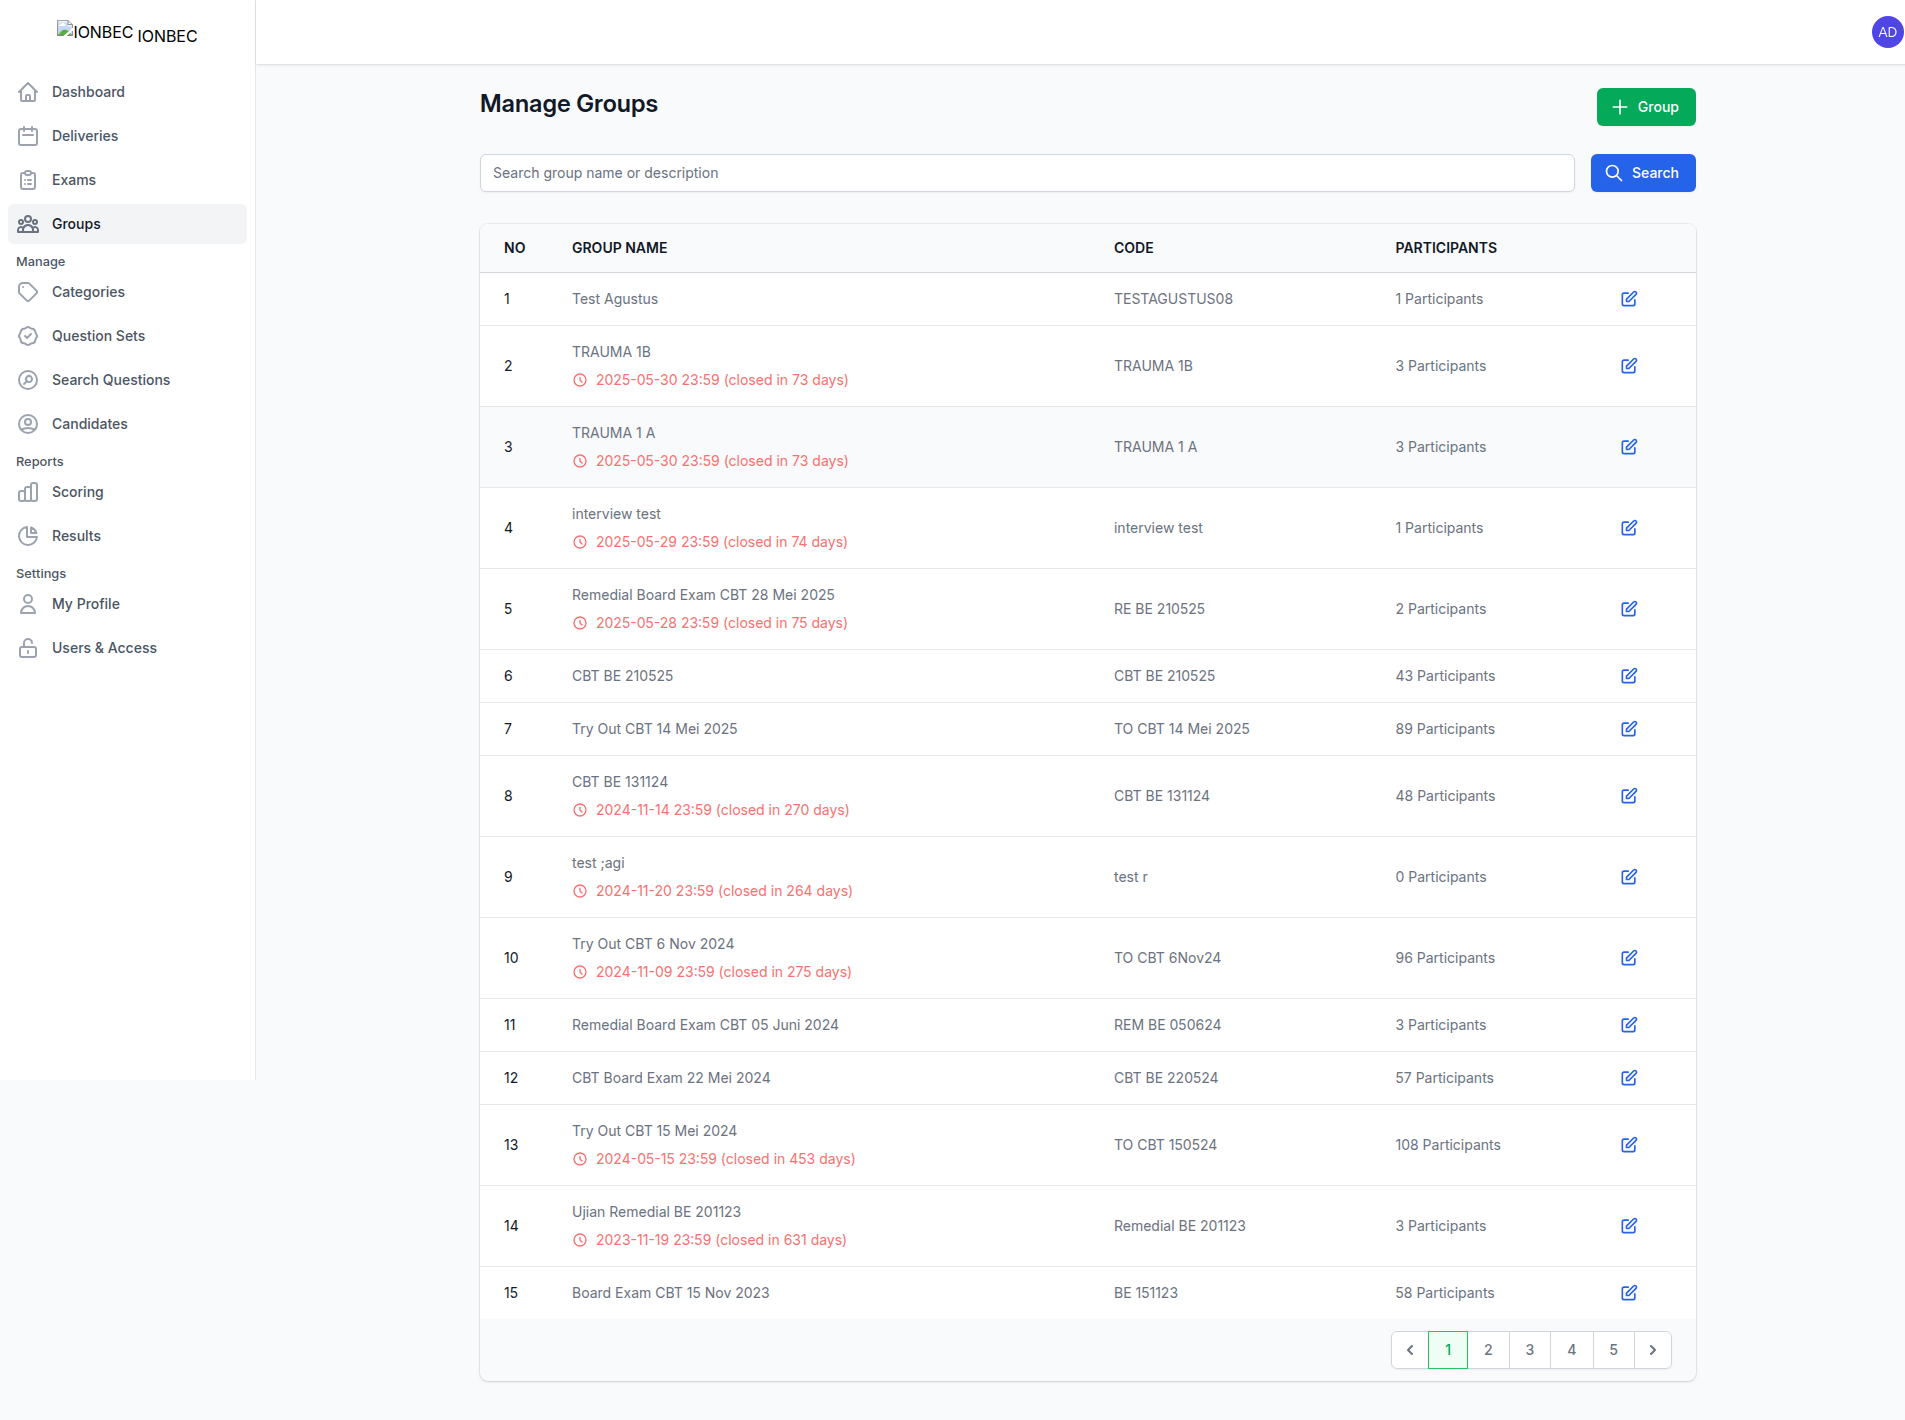 IONBEC IONBEC
AD
Dashboard
Deliveries
Exams
Groups
Manage
Categories
Question Sets
Search Questions
Candidates
Reports
Scoring
Results
Settings
My Profile
Users & Access
Manage Groups
Group
Search group name or description
Search
NO GROUP NAME CODE PARTICIPANTS
1 Test Agustus TESTAGUSTUS08 1 Participants
2 TRAUMA 1B TRAUMA 1B 3 Participants
2025-05-30 23:59 (closed in 73 days)
3 TRAUMA 1 A TRAUMA 1 A 3 Participants
2025-05-30 23:59 (closed in 73 days)
4 interview test interview test 1 Participants
2025-05-29 23:59 (closed in 74 days)
5 Remedial Board Exam CBT 28 Mei 2025 RE BE 210525 2 Participants
2025-05-28 23:59 (closed in 75 days)
6 CBT BE 210525 CBT BE 210525 43 Participants
7 Try Out CBT 14 Mei 2025 TO CBT 14 Mei 2025 89 Participants
8 CBT BE 131124 CBT BE 131124 48 Participants
2024-11-14 23:59 (closed in 270 days)
9 test ;agi test r 0 Participants
2024-11-20 23:59 (closed in 264 days)
10 Try Out CBT 6 Nov 2024 TO CBT 6Nov24 96 Participants
2024-11-09 23:59 (closed in 275 days)
11 Remedial Board Exam CBT 05 Juni 2024 REM BE 050624 3 Participants
12 CBT Board Exam 22 Mei 2024 CBT BE 220524 57 Participants
13 Try Out CBT 15 Mei 2024 TO CBT 150524 108 Participants
2024-05-15 23:59 (closed in 453 days)
14 Ujian Remedial BE 201123 Remedial BE 201123 3 Participants
2023-11-19 23:59 (closed in 631 days)
15 Board Exam CBT 15 Nov 2023 BE 151123 58 Participants
1 2 3 4 5